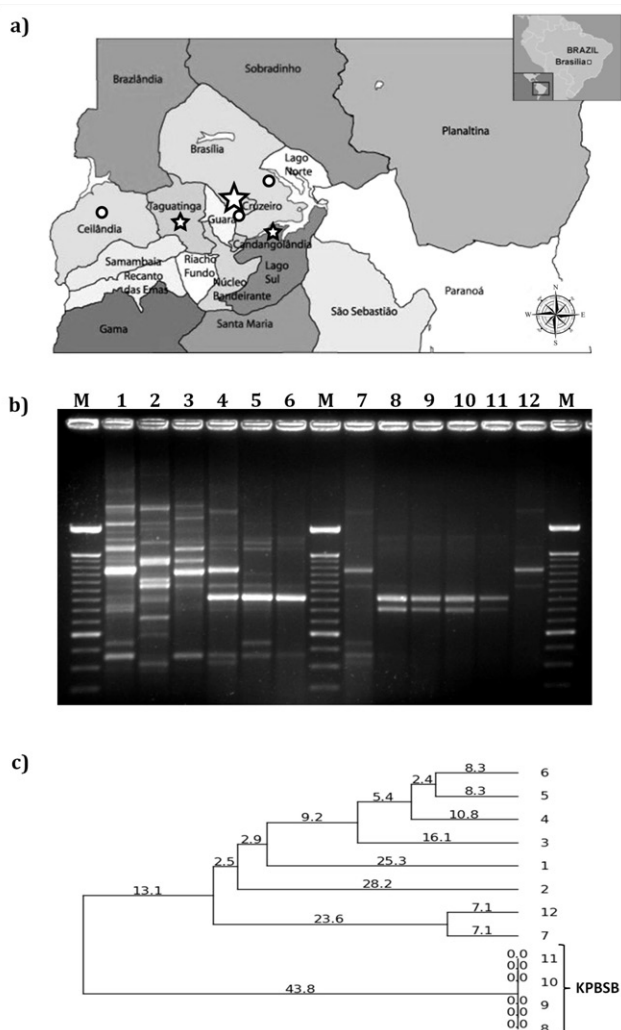 a)
BRAZIL
Brasília
Brazlândia
Sobradinho
Planaltina
Brasília
Lago
Norte
Taguatinga
Cruzeiro
Guará
Ceilândia
Candangolândia
Samambaia
Riacho
Fundo
Lago
Sul
Recanto
das Emas
Núcleo
Bandeirante
São Sebastião
Paranoá
Gama
Santa Maria
N
W
E
S
b)
M 1 2 3 4 5 6 M 7 8 9 10 11 12 M
c)
8.3 6
2.4
8.3 5
5.4
10.8 4
9.2
16.1 3
2.9
25.3 1
2.5
28.2 2
13.1
7.1 12
23.6
7.1 7
0.0 11
0.0
0.0 10
43.8
KPBSB
0.0 9
0.0
0.0 8